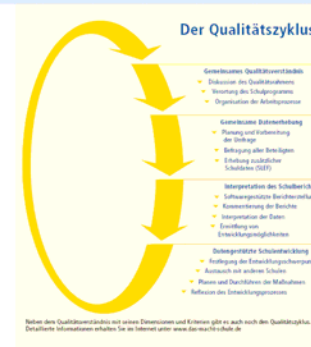 Der Qualitätszyklus
Gemeinsames Qualitätsverständnis
Diskussion des Qualitätsrahmens
Verortung des Schulprogramms
Organisation der Arbeitsprozesse
Gemeinsame Datenerhebung
Planung und Vorbereitung
der Umfrage
Befragung aller Beteiligten
Erhebung zusätzlicher
Schuldaten (SEEF)
Interpretation des Schulberichts
Softwaregestützte
Kommentierung der Berichte
Interpretation der Daten
Ermittlung von
Entwicklungsmöglichkeiten
Datengestützte Schulentwicklung
Festlegung der
Austausch mit anderen Schulen
Planen und Durchführen der Maßnahmen
Reflexion des Entwicklungsprozesses
Neben dem Qualitätsverständnis mit seinen Dimensionen und Kriterien gibt es auch noch den Qualitätszyklus.
Detaillierte Informationen erhalten Sie im Internet unter www.das-macht-schule.de